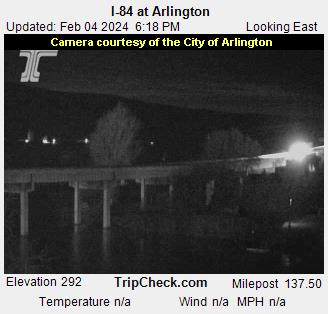 I-84 at Arlington
Updated: Feb 04 2024 6:18 PM Looking East
Camera courtesy of the City of Arlington
Elevation 292 TripCheck.com Milepost 137.50
Temperature n/a Wind n/a MPH n/a